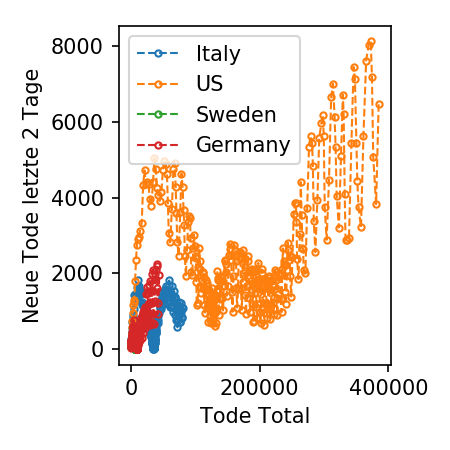 8000
6000
4000
2000
0
Neue Tode letzte 2 Tage
Italy
US
Sweden
Germany
0
200000
400000
Tode Total